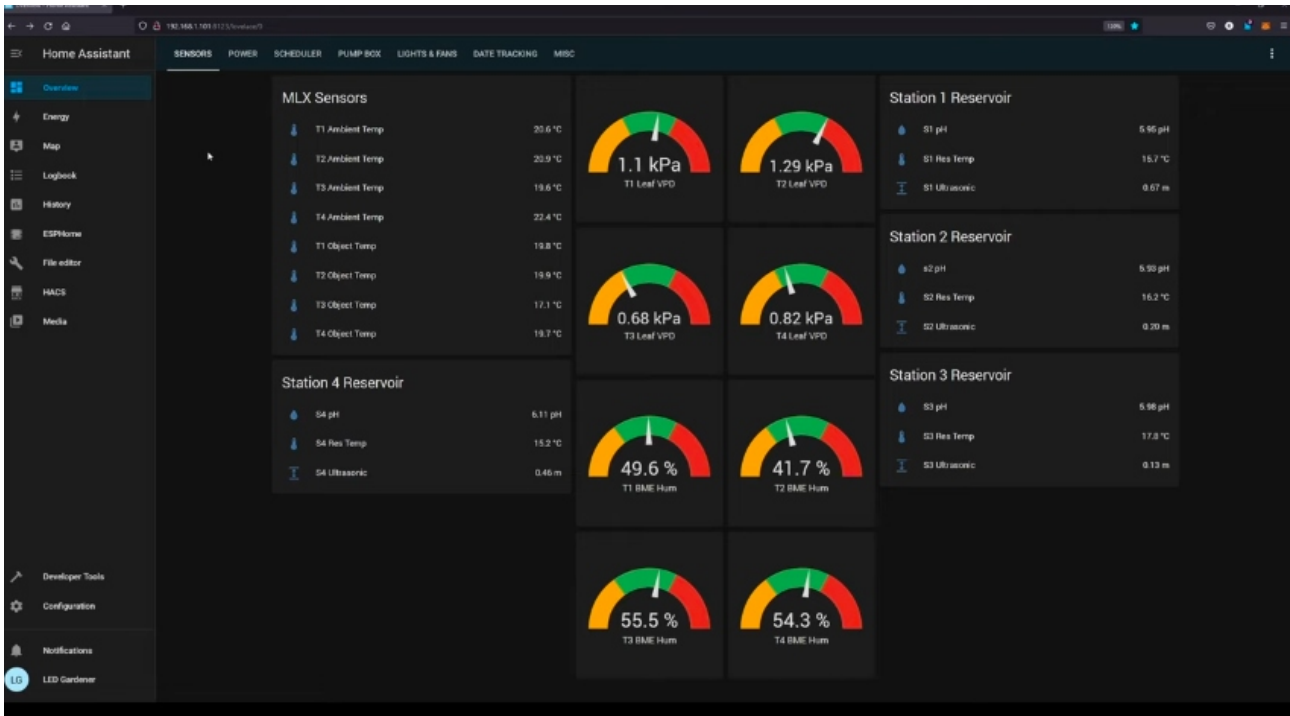 192.168.1.101:8123/lovelace/0
120%
Home Assistant
SENSORS POWER SCHEDULER PUMP BOX LIGHTS & FANS DATE TRACKING MISC
Overview
Energy
Map
Logbook
History
ESPHome
File editor
HACS
Media
Developer Tools
Configuration
Notifications
LG LED Gardener
MLX Sensors
T1 Ambient Temp 20.6 °C
T2 Ambient Temp 20.9 °C
T3 Ambient Temp 19.6 °C
T4 Ambient Temp 22.4 °C
T1 Object Temp 19.8 °C
T2 Object Temp 19.9 °C
T3 Object Temp 17.1 °C
T4 Object Temp 19.7 °C
Station 4 Reservoir
S4 pH 6.11 pH
S4 Res Temp 15.2 °C
S4 Ultrasonic 0.46 m
1.1 kPa
T1 Leaf VPD
1.29 kPa
T2 Leaf VPD
0.68 kPa
T3 Leaf VPD
0.82 kPa
T4 Leaf VPD
49.6 %
T1 BME Hum
41.7 %
T2 BME Hum
55.5 %
T3 BME Hum
54.3 %
T4 BME Hum
Station 1 Reservoir
S1 pH 5.95 pH
S1 Res Temp 15.7 °C
S1 Ultrasonic 0.67 m
Station 2 Reservoir
s2 pH 5.93 pH
S2 Res Temp 16.2 °C
S2 Ultrasonic 0.20 m
Station 3 Reservoir
S3 pH 5.98 pH
S3 Res Temp
S3 Ultrasonic 0.13 m